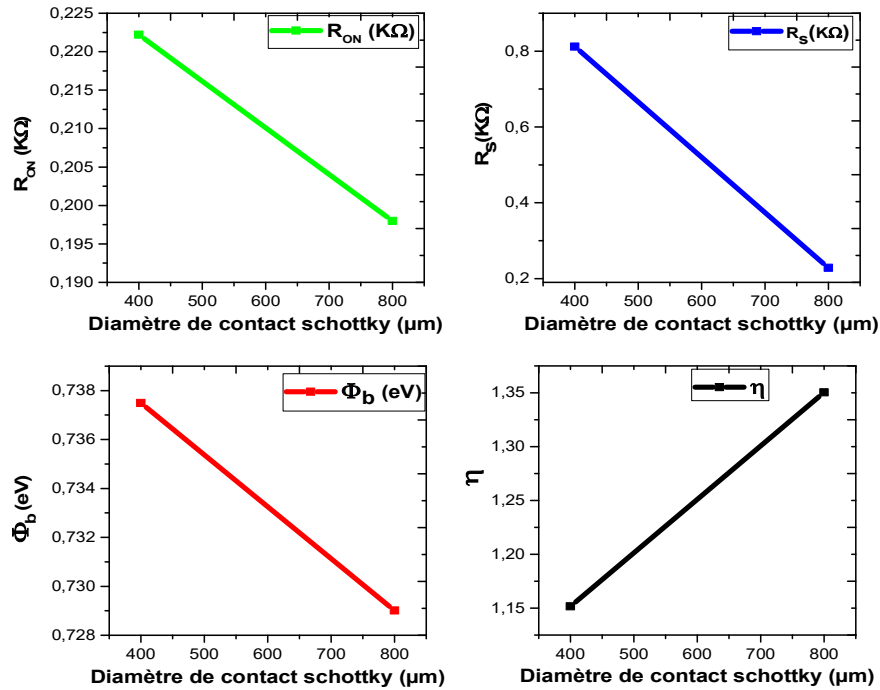 R_ON (KΩ)
0,225
0,220
0,215
0,210
0,205
0,200
0,195
0,190
R_ON (KΩ)
400 500 600 700 800
Diamètre de contact schottky (µm)
R_S(KΩ)
0,8
0,6
0,4
0,2
R_S(KΩ)
400 500 600 700 800
Diamètre de contact schottky (µm)
Φ_b (eV)
0,738
0,736
0,734
0,732
0,730
0,728
Φ_b (eV)
400 500 600 700 800
Diamètre de contact schottky (µm)
η
1,35
1,30
1,25
1,20
1,15
η
400 500 600 700 800
Diamètre de contact schottky (µm)